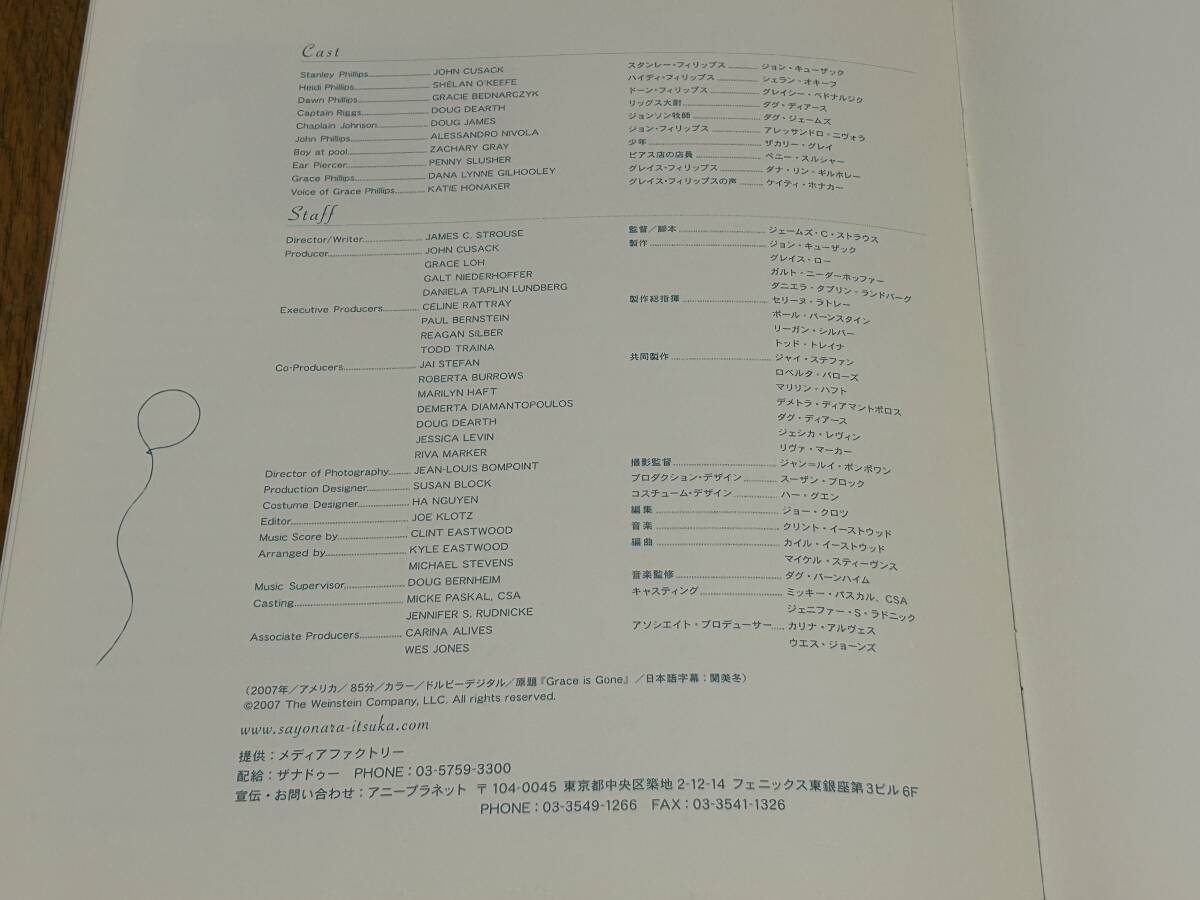 Cast
Stanley Phillips JOHN CUSACK
Heidi Phillips SHÉLAN O'KEEFE
Dawn Phillips GRACIE BEDNARCZYK
Captain Riggs DOUG DEARTH
Chaplain Johnson DOUG JAMES
John Phillips ALESSANDRO NIVOLA
Boy at pool ZACHARY GRAY
Ear Piercer PENNY SLUSHER
Grace Phillips DANA LYNNE GILHOOLEY
Voice of Grace Phillips KATIE HONAKER
スタンレー・フィリップス ジョン・キューザック
ハイディ・フィリップス シェラン・オキーフ
ドーン・フィリップス グレイシー・ベドナルジク
リッグス大尉 ダグ・ディアース
ジョンソン牧師 ダグ・ジェームズ
ジョン・フィリップス アレッサンドロ・ニヴォラ
少年 ザカリー・グレイ
ピアス店の店員 ペニー・スルシャー
グレイス・フィリップス ダナ・リン・ギルホレー
グレイス・フィリップスの声 ケイティ・ホナカー
Staff
Director/Writer JAMES C. STROUSE
Producer JOHN CUSACK
GRACE LOH
GALT NIEDERHOFFER
DANIELA TAPLIN LUNDBERG
Executive Producers CELINE RATTRAY
PAUL BERNSTEIN
REAGAN SILBER
TODD TRAINA
Co-Producers JAI STEFAN
ROBERTA BURROWS
MARILYN HAFT
DEMERTA DIAMANTOPOULOS
DOUG DEARTH
JESSICA LEVIN
RIVA MARKER
Director of Photography JEAN-LOUIS BOMPOINT
Production Designer SUSAN BLOCK
Costume Designer HA NGUYEN
Editor JOE KLOTZ
Music Score by CLINT EASTWOOD
Arranged by KYLE EASTWOOD
MICHAEL STEVENS
Music Supervisor DOUG BERNHEIM
Casting MICKE PASKAL, CSA
JENNIFER S. RUDNICKE
Associate Producers CARINA ALIVES
WES JONES
監督／脚本 ジェームズ・C・ストラウス
製作 ジョン・キューザック
グレイス・ロー
ガルト・ニーダーホッファー
ダニエラ・タプリン・ランドバーグ
製作総指揮 セリーヌ・ラトレー
ポール・バーンスタイン
リーガン・シルバー
トッド・トレイナ
共同製作 ジャイ・ステファン
ロベルタ・バローズ
マリリン・ハフト
デメトラ・ディアマントポロス
ダグ・ディアース
ジェシカ・レヴィン
リヴァ・マーカー
撮影監督 ジャン＝ルイ・ボンポワン
プロダクション・デザイン スーザン・ブロック
コスチューム・デザイン ハー・グエン
編集 ジョー・クロツ
音楽 クリント・イーストウッド
編曲 カイル・イーストウッド
マイケル・スティーヴンス
音楽監修 ダグ・バーンハイム
キャスティング ミッキー・パスカル、CSA
ジェニファー・S・ラドニック
アソシエイト・プロデューサー カリナ・アルヴェス
ウエス・ジョーンズ
（2007年／アメリカ／85分／カラー／ドルビーデジタル／原題『Grace is Gone』／日本語字幕：関美冬）
©2007 The Weinstein Company, LLC. All rights reserved.
www.sayonara-itsuka.com
提供：メディアファクトリー
配給：ザナドゥー PHONE：03-5759-3300
宣伝・お問い合わせ：アニープラネット 〒104-0045 東京都中央区築地2-12-14 フェニックス東銀座第3ビル6F
PHONE：03-3549-1266 FAX：03-3541-1326